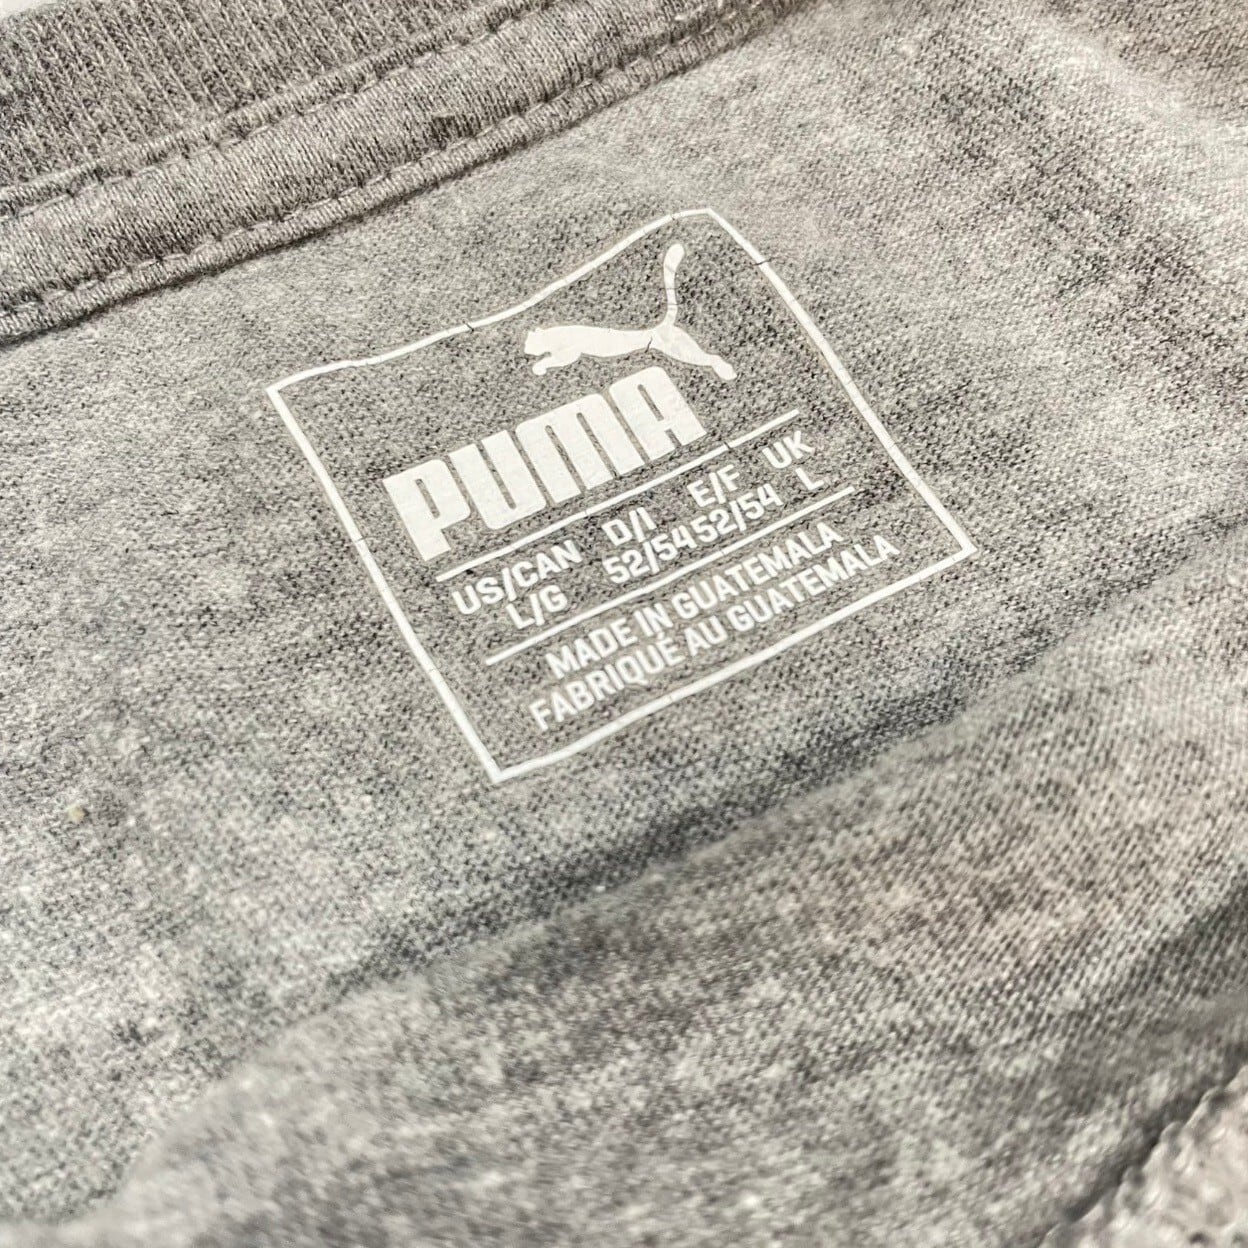 PUMA
US/CAN D/I E/F UK
L/G 52/54 52/54 L
MADE IN GUATEMALA
FABRIQUÉ AU GUATEMALA